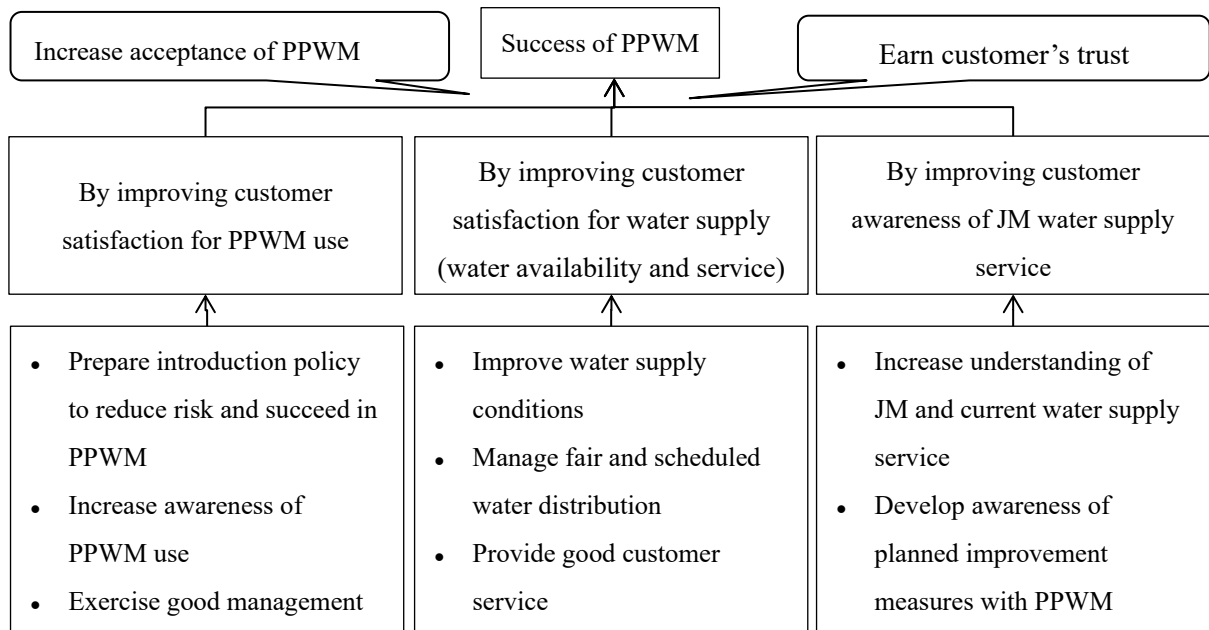 Increase acceptance of PPWM
Success of PPWM
Earn customer’s trust
By improving customer
satisfaction for PPWM use
By improving customer
satisfaction for water supply
(water availability and service)
By improving customer
awareness of JM water supply
service
• Prepare introduction policy
to reduce risk and succeed in
PPWM
• Increase awareness of
PPWM use
• Exercise good management
• Improve water supply
conditions
• Manage fair and scheduled
water distribution
• Provide good customer
service
• Increase understanding of
JM and current water supply
service
• Develop awareness of
planned improvement
measures with PPWM